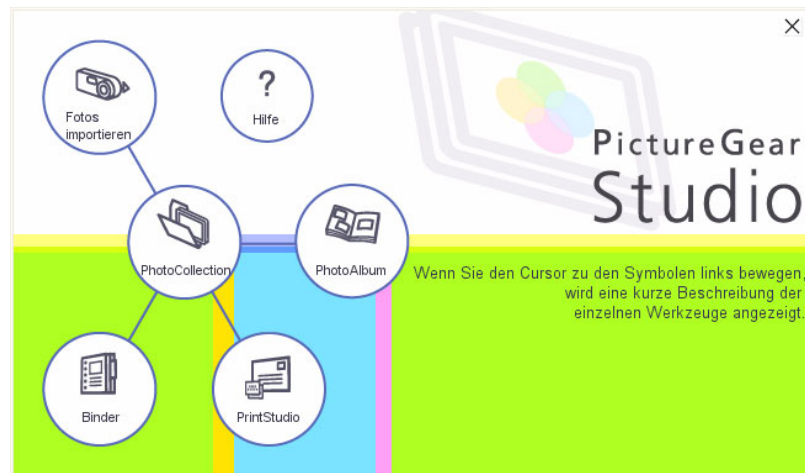 Fotos
importieren
?
Hilfe
PictureGear
Studio
PhotoCollection
PhotoAlbum
Wenn Sie den Cursor zu den Symbolen links bewegen,
wird eine kurze Beschreibung der
einzelnen Werkzeuge angezeigt.
Binder
PrintStudio